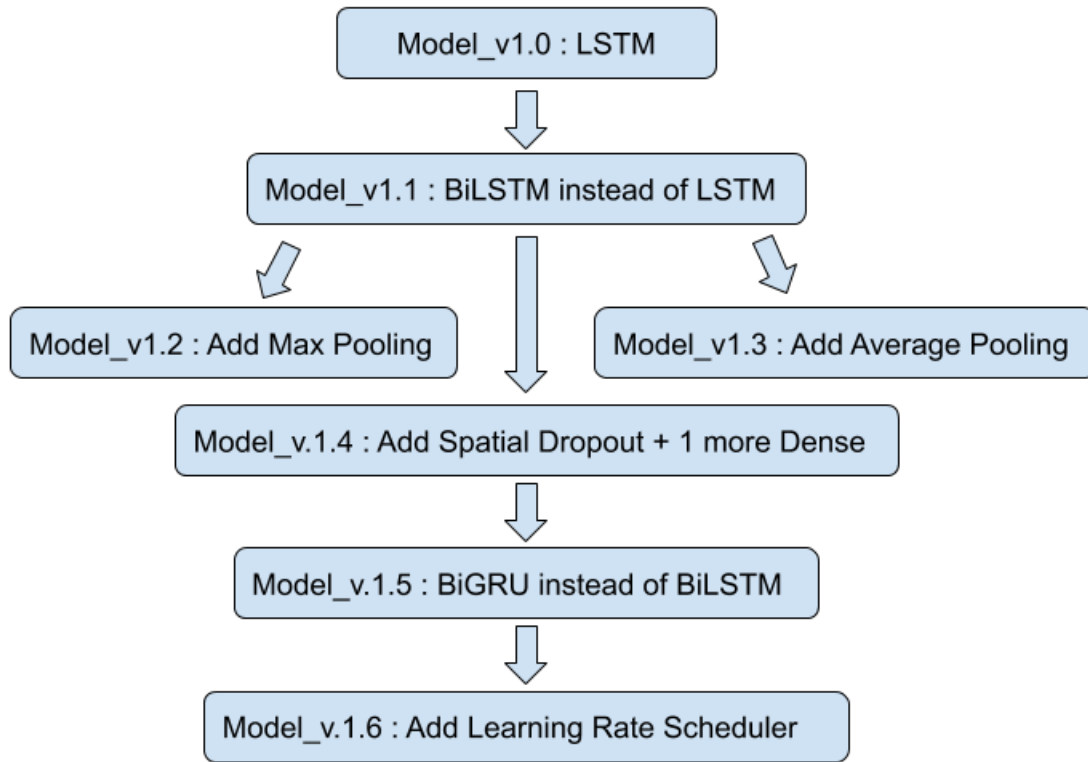 Model_v1.0 : LSTM
Model_v1.1 : BiLSTM instead of LSTM
Model_v1.2 : Add Max Pooling
Model_v1.3 : Add Average Pooling
Model_v.1.4 : Add Spatial Dropout + 1 more Dense
Model_v.1.5 : BiGRU instead of BiLSTM
Model_v.1.6 : Add Learning Rate Scheduler